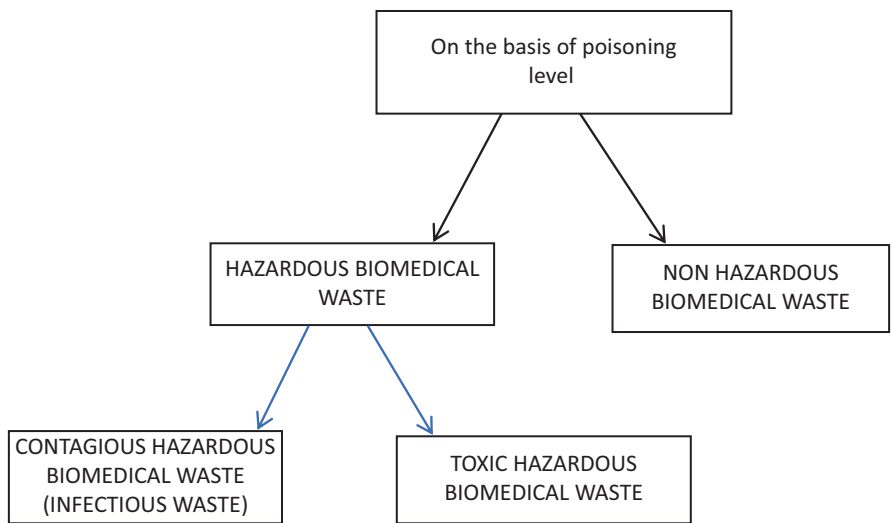 On the basis of poisoning
level
HAZARDOUS BIOMEDICAL
WASTE
NON HAZARDOUS
BIOMEDICAL WASTE
CONTAGIOUS HAZARDOUS
BIOMEDICAL WASTE
(INFECTIOUS WASTE)
TOXIC HAZARDOUS
BIOMEDICAL WASTE